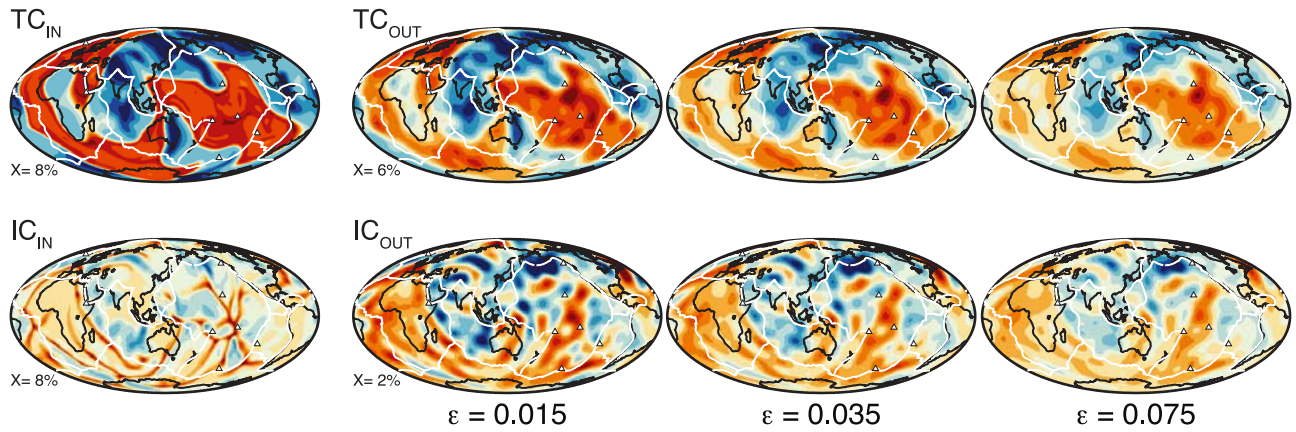 TC_IN TC_OUT
X= 8% X= 6%
IC_IN IC_OUT
X= 8% X= 2%
ε = 0.015 ε = 0.035 ε = 0.075